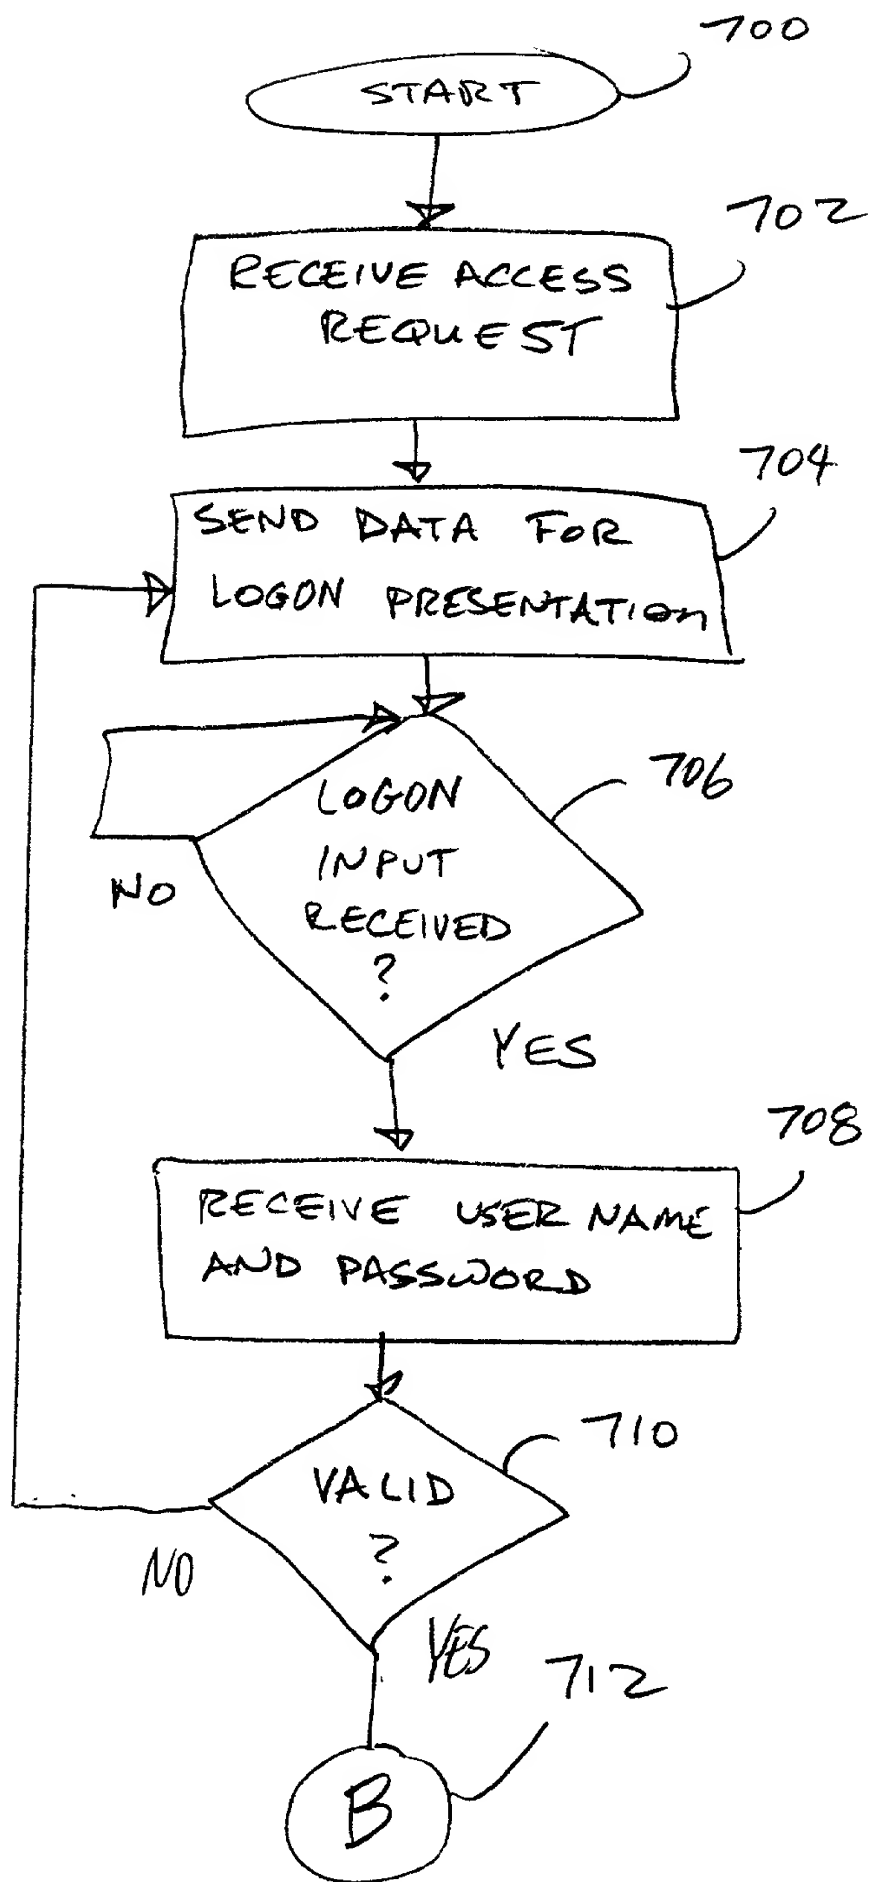 700
START
702
RECEIVE ACCESS
REQUEST
704
SEND DATA FOR
LOGON PRESENTATION
706
LOGON
INPUT
RECEIVED
?
NO
YES
708
RECEIVE USER NAME
AND PASSWORD
710
VALID
?
NO
YES
712
B